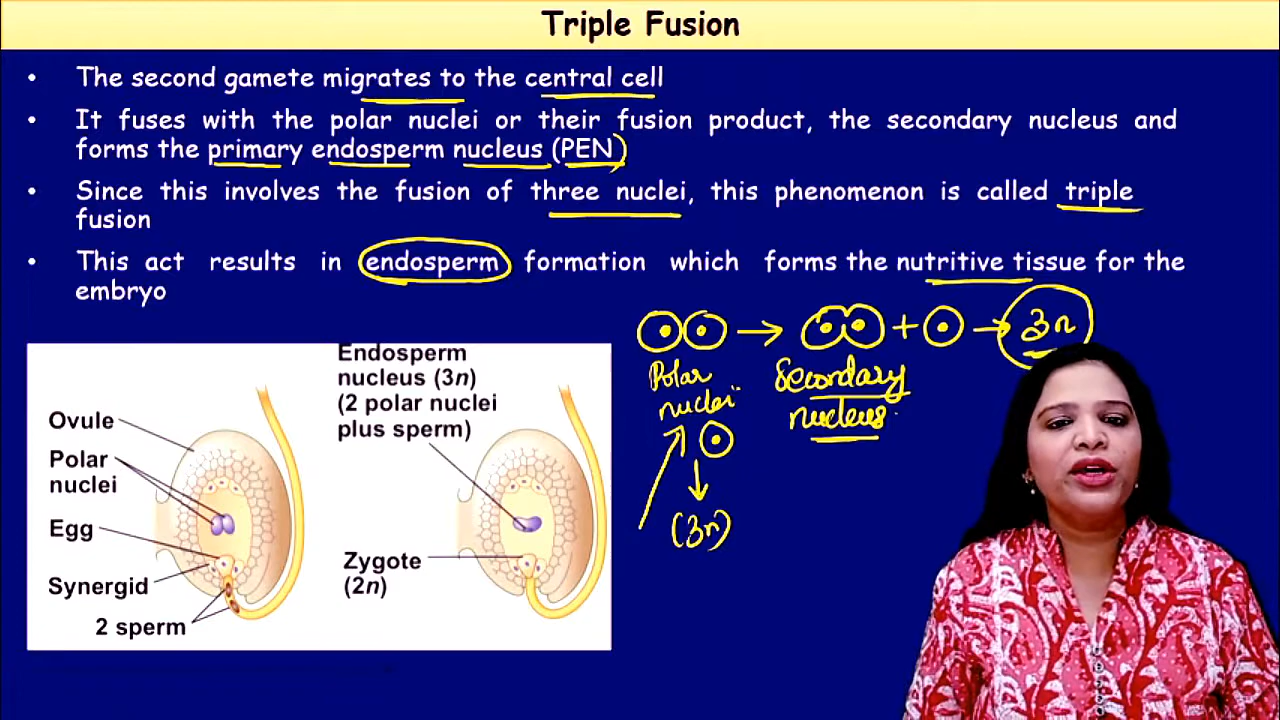 Triple Fusion
• The second gamete migrates to the central cell
• It fuses with the polar nuclei or their fusion product, the secondary nucleus and
forms the primary endosperm nucleus (PEN)
• Since this involves the fusion of three nuclei, this phenomenon is called triple
fusion
• This act results in endosperm formation which forms the nutritive tissue for the
embryo
+ 3n
Polar
nuclei
Secondary
nucleus
(3n)
Ovule
Polar
nuclei
Egg
Synergid
2 sperm
Endosperm
nucleus (3n)
(2 polar nuclei
plus sperm)
Zygote
(2n)